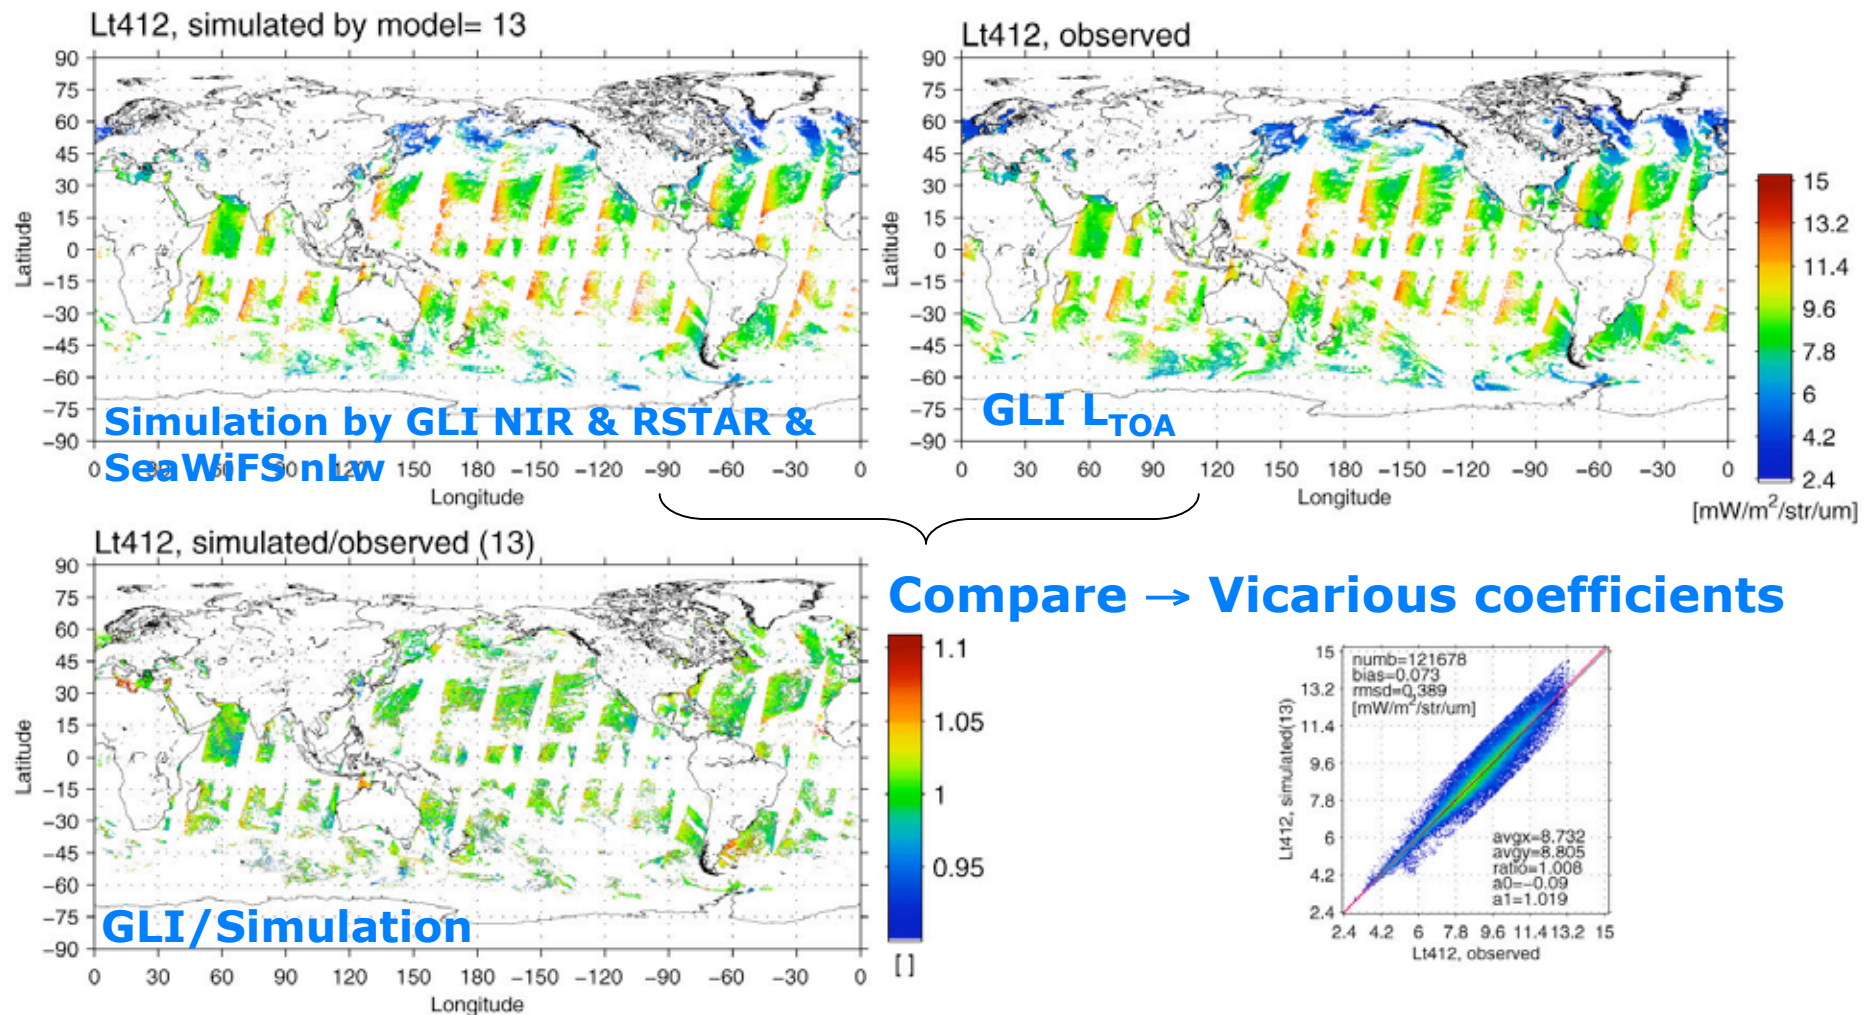 Lt412, simulated by model= 13
90
75
60
45
30
15
0
−15
−30
−45
−60
−75
−90
Latitude
0 30 60 90 120 150 180 −150 −120 −90 −60 −30 0
Longitude
Simulation by GLI NIR & RSTAR &
SeaWiFS nLw
Lt412, observed
90
75
60
45
30
15
0
−15
−30
−45
−60
−75
−90
Latitude
0 30 60 90 120 150 180 −150 −120 −90 −60 −30 0
Longitude
GLI LTOA
15
13.2
11.4
9.6
7.8
6
4.2
2.4
[mW/m2/str/um]
Lt412, simulated/observed (13)
90
75
60
45
30
15
0
−15
−30
−45
−60
−75
−90
Latitude
0 30 60 90 120 150 180 −150 −120 −90 −60 −30 0
Longitude
GLI/Simulation
1.1
1.05
1
0.95
[ ]
Compare → Vicarious coefficients
15
13.2
11.4
9.6
7.8
6
4.2
2.4
Lt412, simulated(13)
numb=121678
bias=0.073
rmsd=0.389
[mW/m2/str/um]
avgx=8.732
avgy=8.805
ratio=1.008
a0=−0.09
a1=1.019
2.4 4.2 6 7.8 9.6 11.4 13.2 15
Lt412, observed